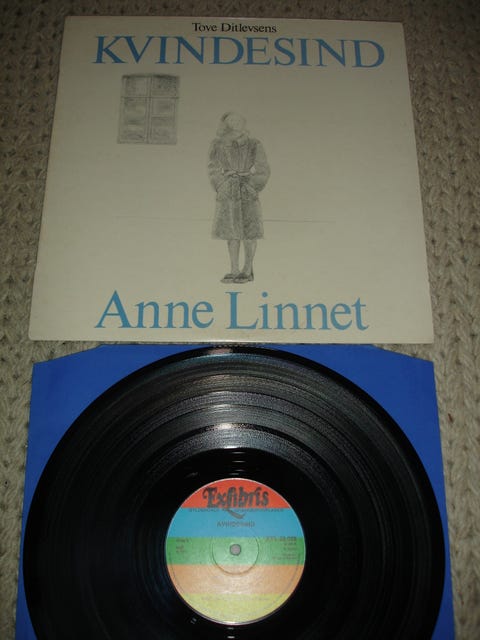 Tove Ditlevsens
KVINDESIND
Anne Linnet
Exlibris
KVINDESIND